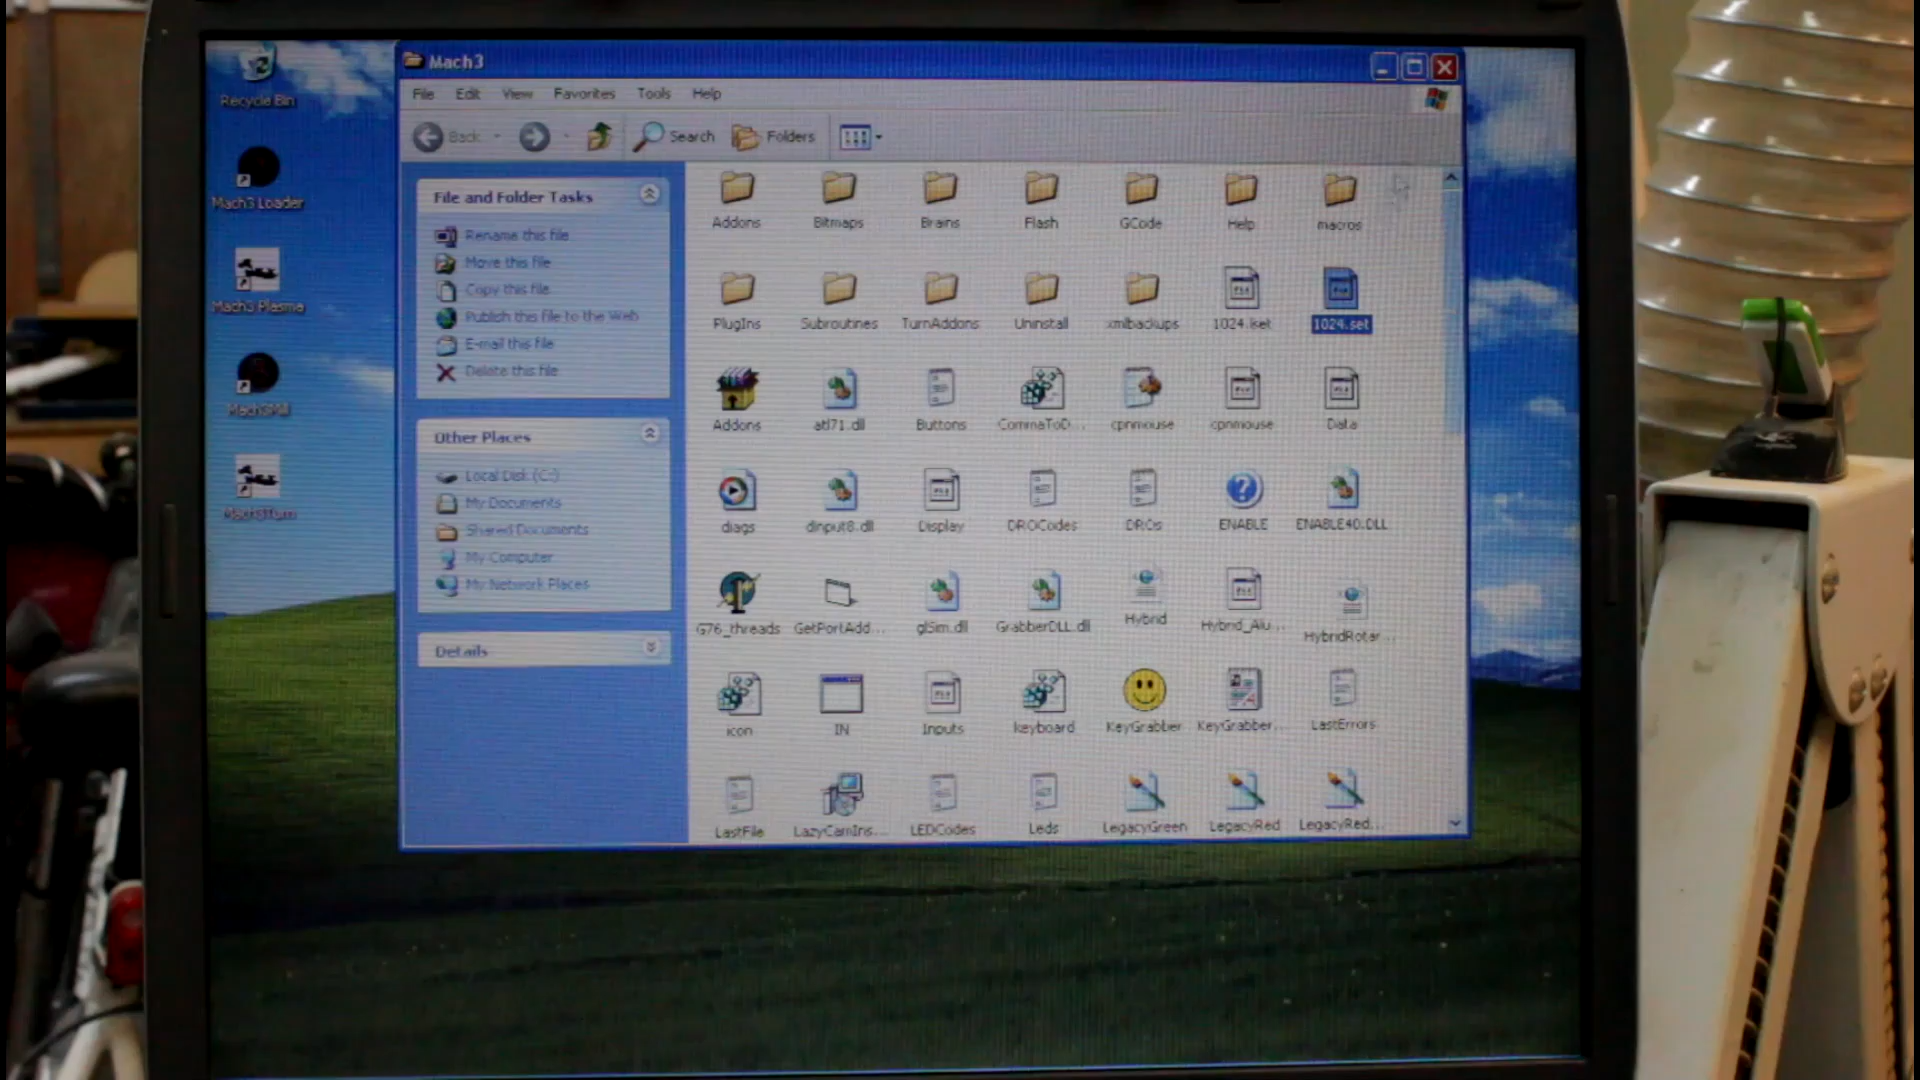 Recycle Bin
Mach3 Loader
Mach3 Plasma
Mach3Mill
Mach3Turn
Mach3
File Edit View Favorites Tools Help
Back Search Folders
File and Folder Tasks
Rename this file
Move this file
Copy this file
Publish this file to the Web
E-mail this file
Delete this file
Other Places
Local Disk (C:)
My Documents
Shared Documents
My Computer
My Network Places
Details
Addons Bitmaps Brains Flash GCode Help macros
PlugIns Subroutines TurnAddons Uninstall xmlbackups 1024.lset 1024.set
Addons atl71.dll Buttons CommaToD... cpnmouse cpnmouse Data
diags dinput8.dll Display DROCodes DROs ENABLE ENABLE40.DLL
G76_threads GetPortAdd... glSim.dll GrabberDLL.dll Hybrid Hybrid_Alu... HybridRotar...
icon IN Inputs keyboard KeyGrabber KeyGrabber... LastErrors
LastFile LazyCamIns... LEDCodes Leds LegacyGreen LegacyRed LegacyRed...